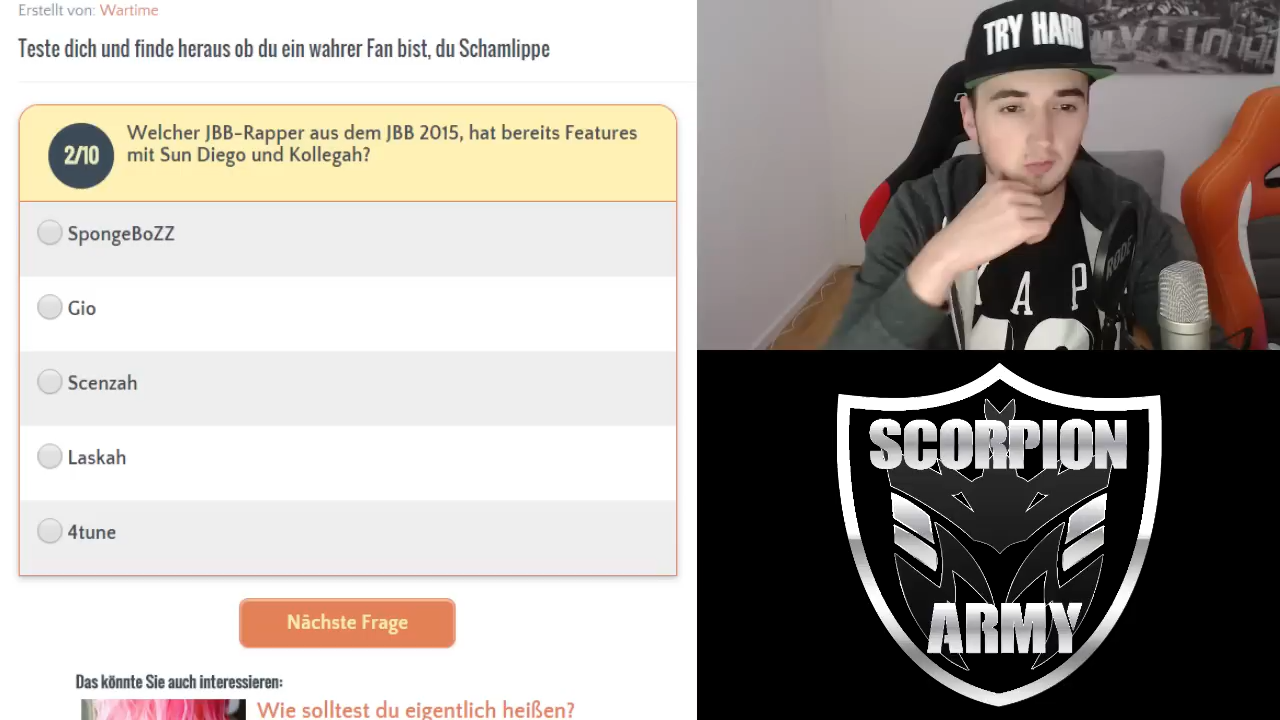 Erstellt von: Wartime
Teste dich und finde heraus ob du ein wahrer Fan bist, du Schamlippe
2/10
Welcher JBB-Rapper aus dem JBB 2015, hat bereits Features
mit Sun Diego und Kollegah?
SpongeBoZZ
Gio
Scenzah
Laskah
4tune
Nächste Frage
Das könnte Sie auch interessieren:
Wie solltest du eigentlich heißen?
TRY HARD
RODE
KAP
SCORPION
ARMY